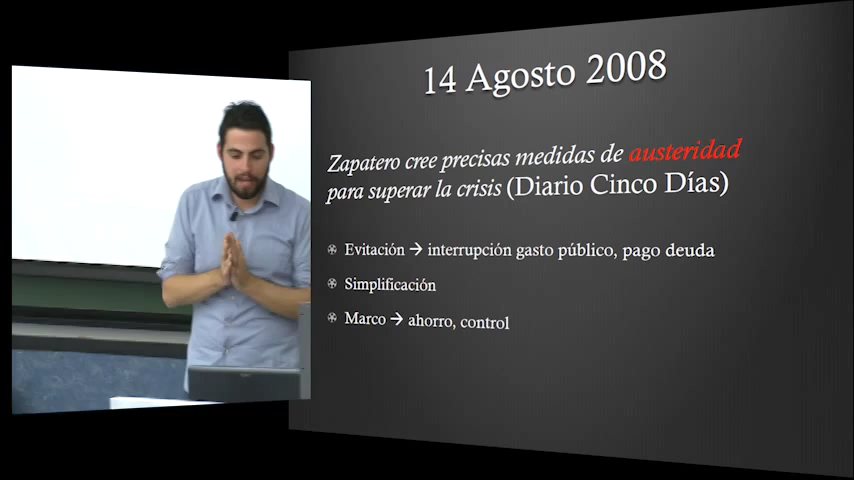 14 Agosto 2008
Zapatero cree precisas medidas de austeridad
para superar la crisis (Diario Cinco Días)
Evitación → interrupción gasto público, pago deuda
Simplificación
Marco → ahorro, control